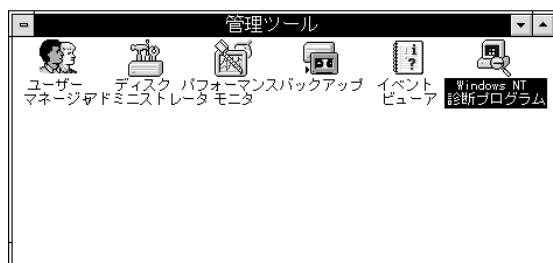 管理ツール
ユーザー
マネージャ
ディスク
アドミニストレータ
パフォーマンス
モニタ
バックアップ
イベント
ビューア
Windows NT
診断プログラム